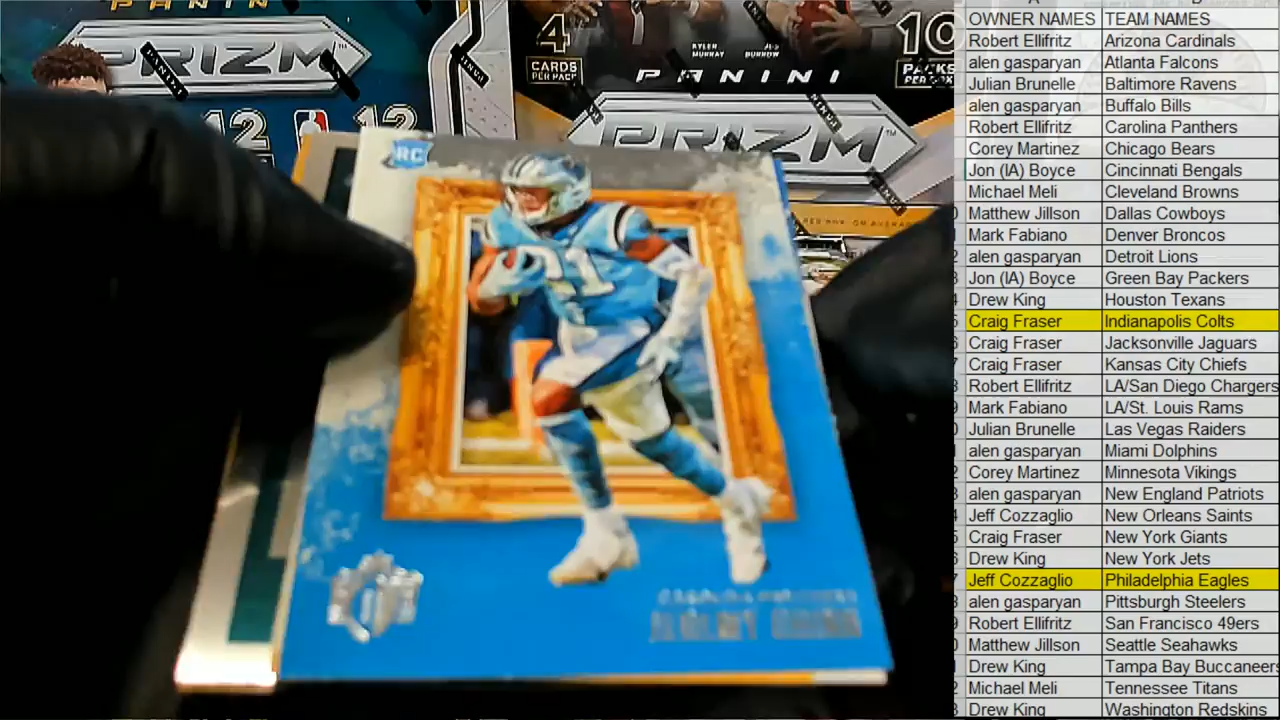 PANINI
PRIZM
12
12
4
CARDS
PER PACK
KYLER
MURRAY
JOE
BURROW
10
PACKS
PER BOX
PANINI
PRIZM
RC
21
OWNER NAMES TEAM NAMES
Robert Ellifritz Arizona Cardinals
alen gasparyan Atlanta Falcons
Julian Brunelle Baltimore Ravens
alen gasparyan Buffalo Bills
Robert Ellifritz Carolina Panthers
Corey Martinez Chicago Bears
Jon (IA) Boyce Cincinnati Bengals
Michael Meli Cleveland Browns
Matthew Jillson Dallas Cowboys
Mark Fabiano Denver Broncos
alen gasparyan Detroit Lions
Jon (IA) Boyce Green Bay Packers
Drew King Houston Texans
Craig Fraser Indianapolis Colts
Craig Fraser Jacksonville Jaguars
Craig Fraser Kansas City Chiefs
Robert Ellifritz LA/San Diego Chargers
Mark Fabiano LA/St. Louis Rams
Julian Brunelle Las Vegas Raiders
alen gasparyan Miami Dolphins
Corey Martinez Minnesota Vikings
alen gasparyan New England Patriots
Jeff Cozzaglio New Orleans Saints
Craig Fraser New York Giants
Drew King New York Jets
Jeff Cozzaglio Philadelphia Eagles
alen gasparyan Pittsburgh Steelers
Robert Ellifritz San Francisco 49ers
Matthew Jillson Seattle Seahawks
Drew King Tampa Bay Buccaneers
Michael Meli Tennessee Titans
Drew King Washington Redskins